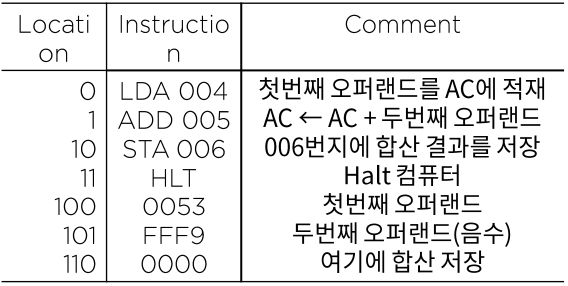 Locati
on Instructio
n Comment
0 LDA 004 첫번째 오퍼랜드를 AC에 적재
1 ADD 005 AC ← AC + 두번째 오퍼랜드
10 STA 006 006번지에 합산 결과를 저장
11 HLT Halt 컴퓨터
100 0053 첫번째 오퍼랜드
101 FFF9 두번째 오퍼랜드(음수)
110 0000 여기에 합산 저장